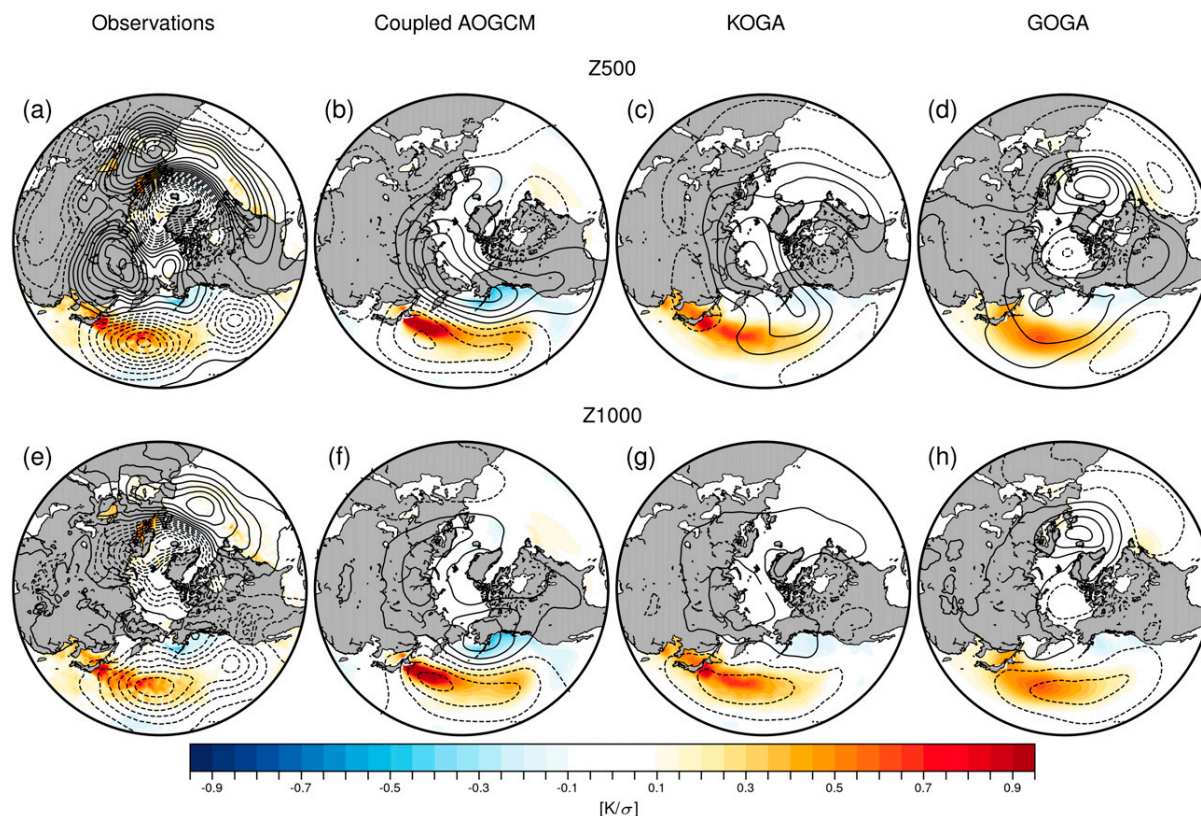 Observations Coupled AOGCM KOGA GOGA
Z500
(a) (b) (c) (d)
Z1000
(e) (f) (g) (h)
-0.9 -0.7 -0.5 -0.3 -0.1 0.1 0.3 0.5 0.7 0.9
[K/σ]